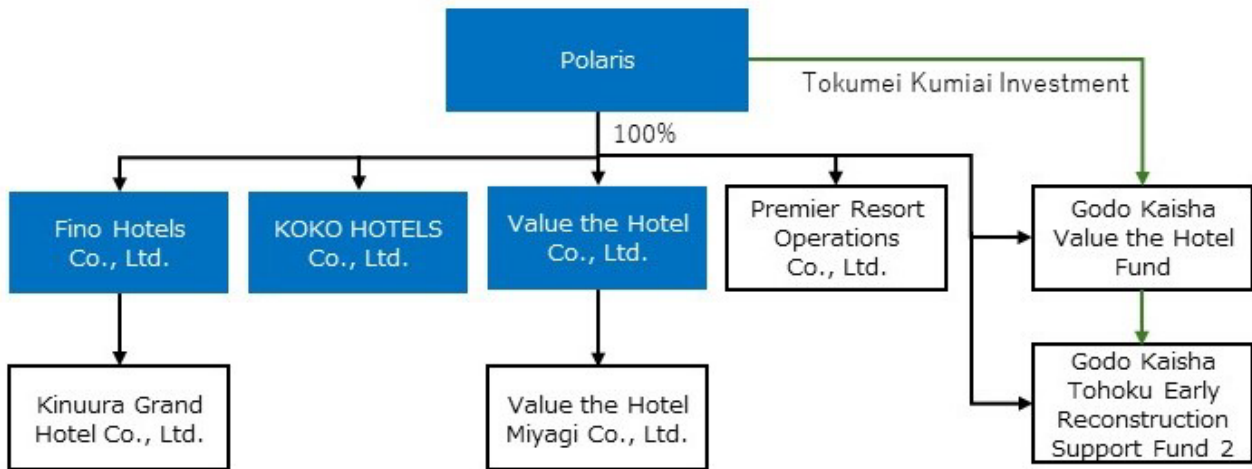 Polaris
Tokumei Kumiai Investment
100%
Fino Hotels
Co., Ltd.
KOKO HOTELS
Co., Ltd.
Value the Hotel
Co., Ltd.
Premier Resort
Operations
Co., Ltd.
Godo Kaisha
Value the Hotel
Fund
Kinuura Grand
Hotel Co., Ltd.
Value the Hotel
Miyagi Co., Ltd.
Godo Kaisha
Tohoku Early
Reconstruction
Support Fund 2